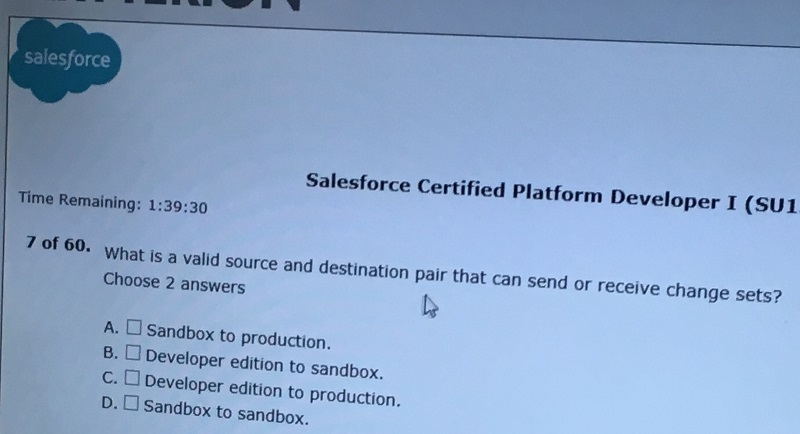 salesforce
Salesforce Certified Platform Developer I (SU1
Time Remaining: 1:39:30
7 of 60. What is a valid source and destination pair that can send or receive change sets?
Choose 2 answers
A. Sandbox to production.
B. Developer edition to sandbox.
C. Developer edition to production.
D. Sandbox to sandbox.